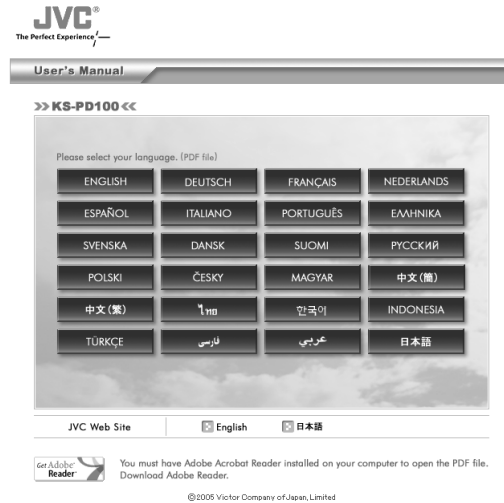 JVC®
The Perfect Experience
User's Manual
KS-PD100
Please select your language. (PDF file)
ENGLISH DEUTSCH FRANÇAIS NEDERLANDS
ESPAÑOL ITALIANO PORTUGUÊS ΕΛΛΗΝΙΚΑ
SVENSKA DANSK SUOMI РУССКИЙ
POLSKI ČESKY MAGYAR 中文(簡)
中文(繁) ไทย 한국어 INDONESIA
TÜRKÇE فارسی عربي 日本語
JVC Web Site English 日本語
Get Adobe® Reader® You must have Adobe Acrobat Reader installed on your computer to open the PDF file.
Download Adobe Reader.
©2005 Victor Company of Japan, Limited